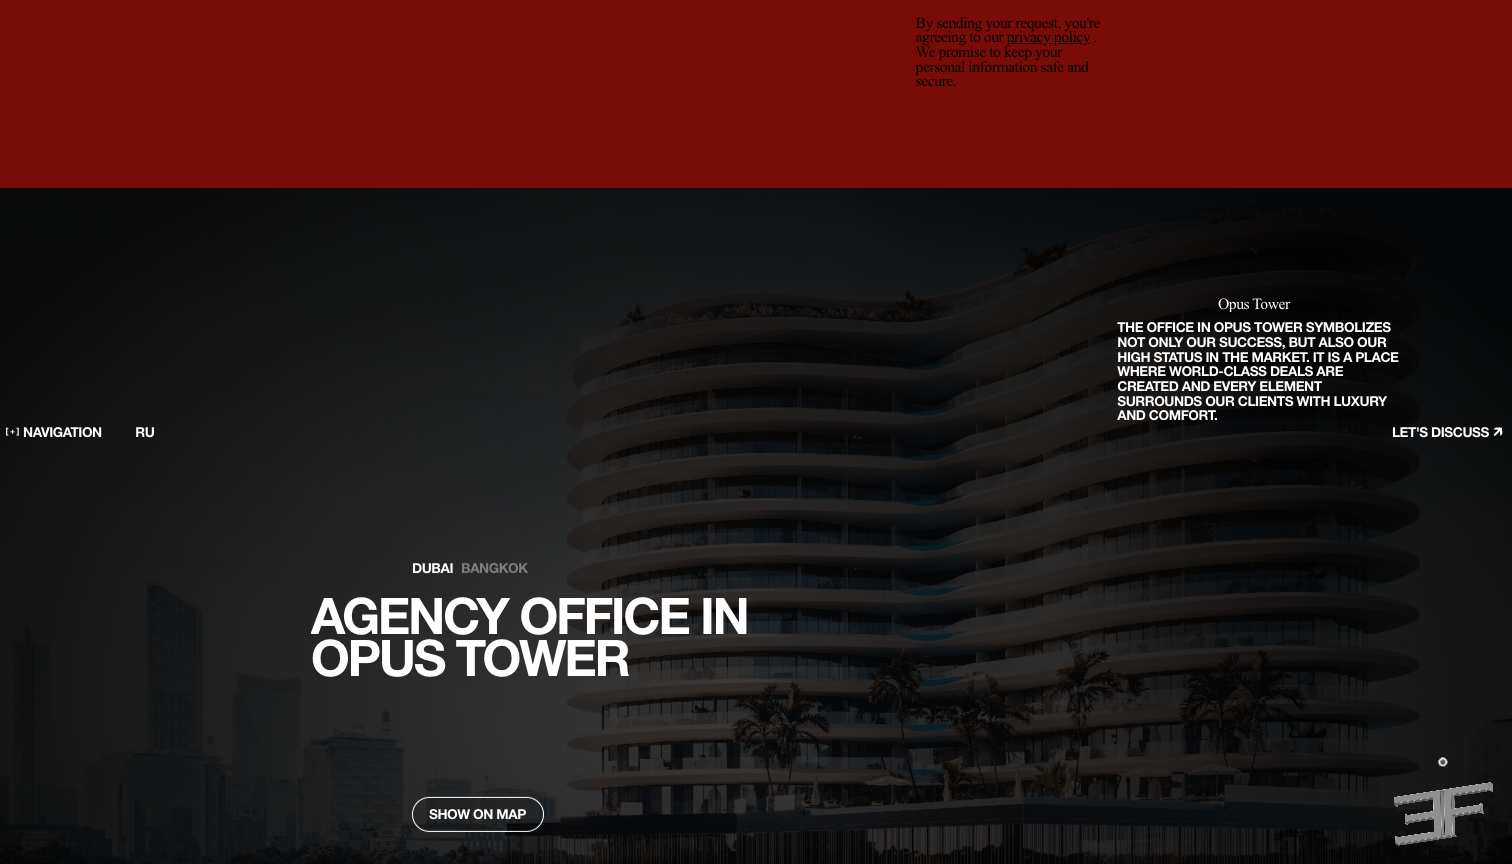 By sending your request, you're
agreeing to our privacy policy .
We promise to keep your
personal information safe and
secure.
Opus Tower
THE OFFICE IN OPUS TOWER SYMBOLIZES
NOT ONLY OUR SUCCESS, BUT ALSO OUR
HIGH STATUS IN THE MARKET. IT IS A PLACE
WHERE WORLD-CLASS DEALS ARE
CREATED AND EVERY ELEMENT
SURROUNDS OUR CLIENTS WITH LUXURY
AND COMFORT.
[+] NAVIGATION RU
LET'S DISCUSS ↗
DUBAI BANGKOK
AGENCY OFFICE IN
OPUS TOWER
SHOW ON MAP